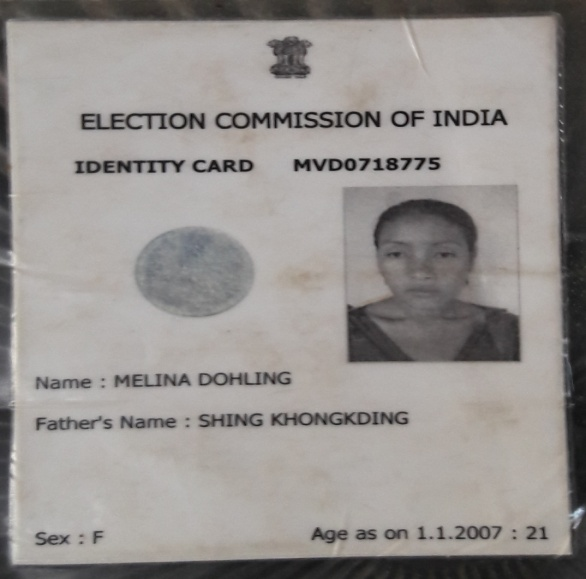 ELECTION COMMISSION OF INDIA
IDENTITY CARD MVD0718775
Name : MELINA DOHLING
Father's Name : SHING KHONGKDING
Sex : F Age as on 1.1.2007 : 21